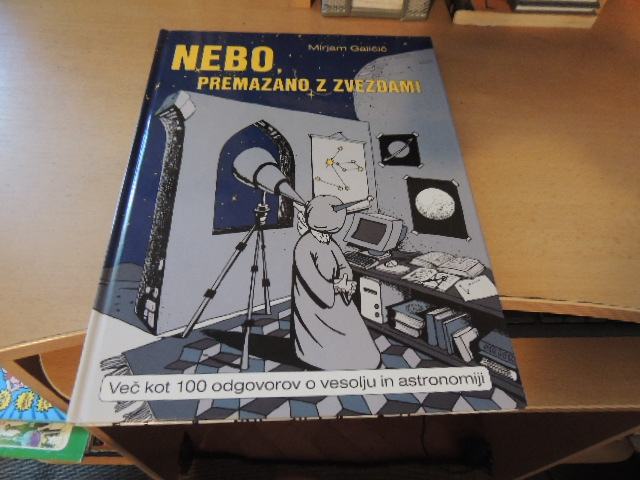 Mirjam Galičič
NEBO,
PREMAZANO Z ZVEZDAMI
Več kot 100 odgovorov o vesolju in astronomiji